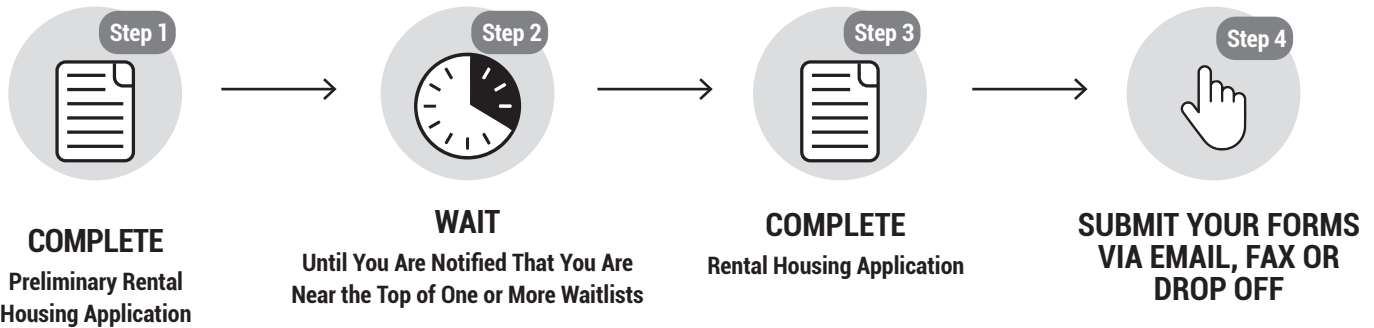 Step 1
COMPLETE
Preliminary Rental
Housing Application
Step 2
WAIT
Until You Are Notified That You Are
Near the Top of One or More Waitlists
Step 3
COMPLETE
Rental Housing Application
Step 4
SUBMIT YOUR FORMS
VIA EMAIL, FAX OR
DROP OFF